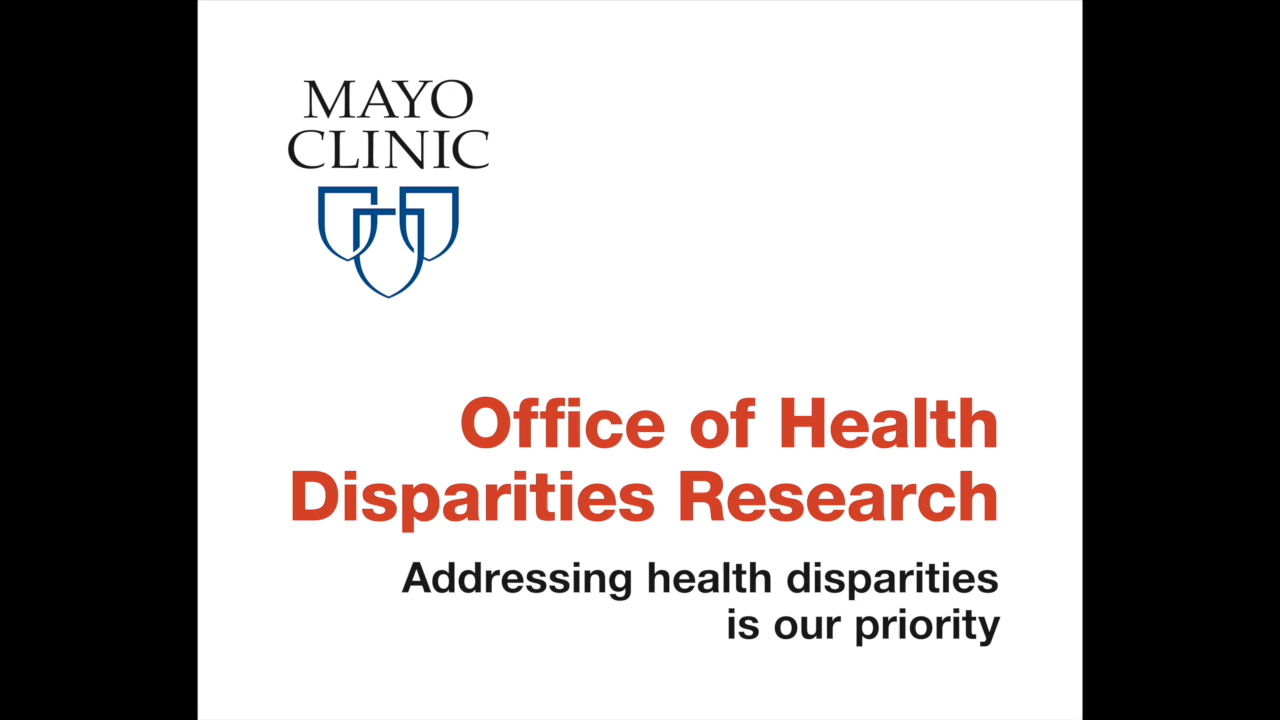 MAYO
CLINIC
Office of Health
Disparities Research
Addressing health disparities
is our priority